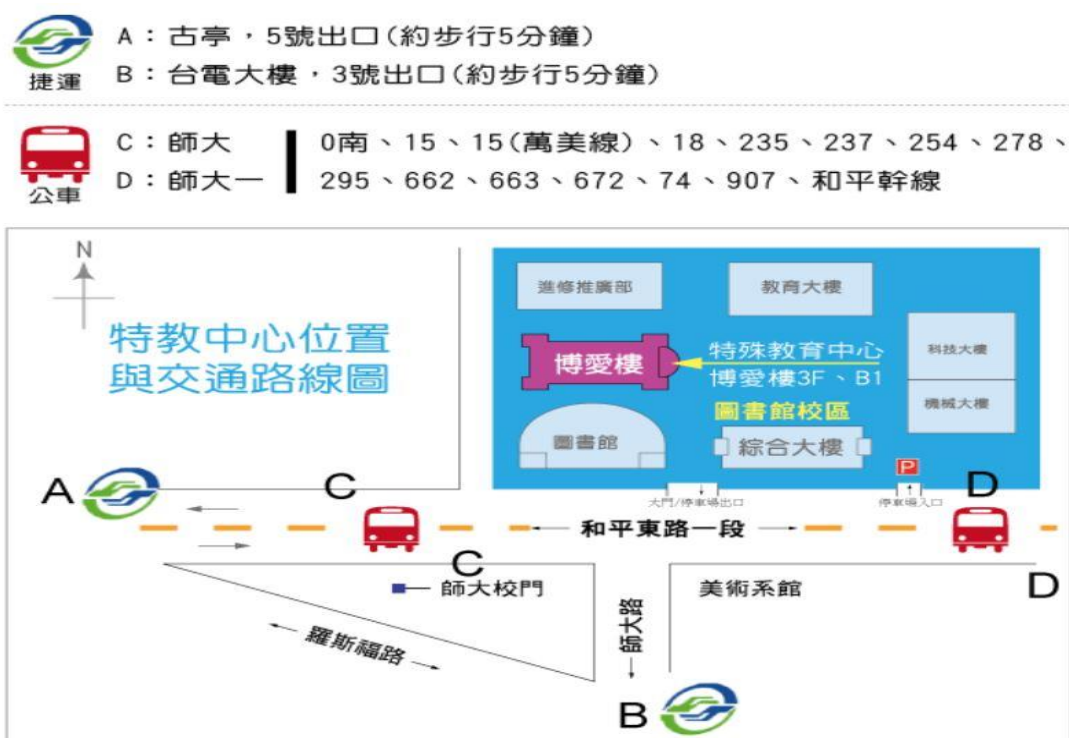 A：古亭，5號出口(約步行5分鐘)
捷運
B：台電大樓，3號出口(約步行5分鐘)
C：師大
0南、15、15(萬美線)、18、235、237、254、278、
D：師大一
295、662、663、672、74、907、和平幹線
公車
N
特教中心位置
與交通路線圖
進修推廣部
教育大樓
博愛樓
特殊教育中心
博愛樓3F、B1
科技大樓
機械大樓
圖書館校區
圖書館
綜合大樓
P
A
C
大門/停車場出口
停車場入口
D
和平東路一段
C
師大校門
美術系館
D
羅斯福路
師大路
B